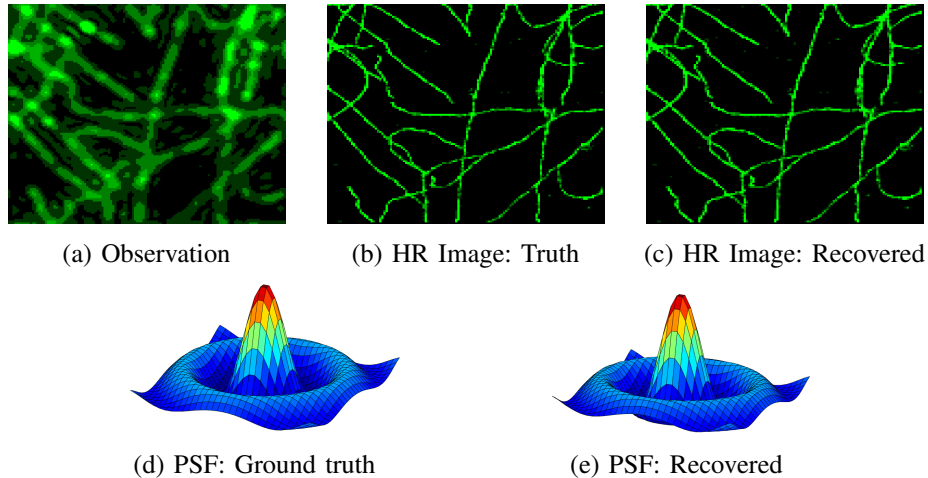 (a) Observation
(b) HR Image: Truth
(c) HR Image: Recovered
(d) PSF: Ground truth
(e) PSF: Recovered